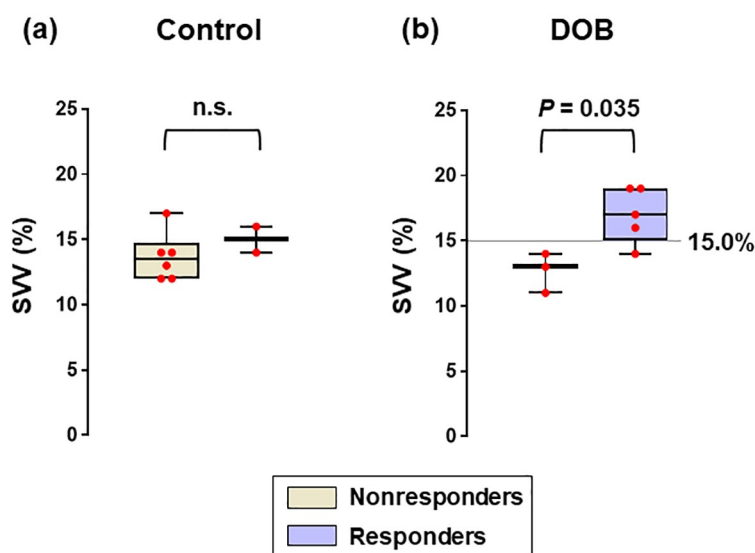 (a) Control
n.s.
25
20
15
10
5
0
SVV (%)
(b) DOB
P = 0.035
25
20
15
10
5
0
SVV (%)
15.0%
Nonresponders
Responders